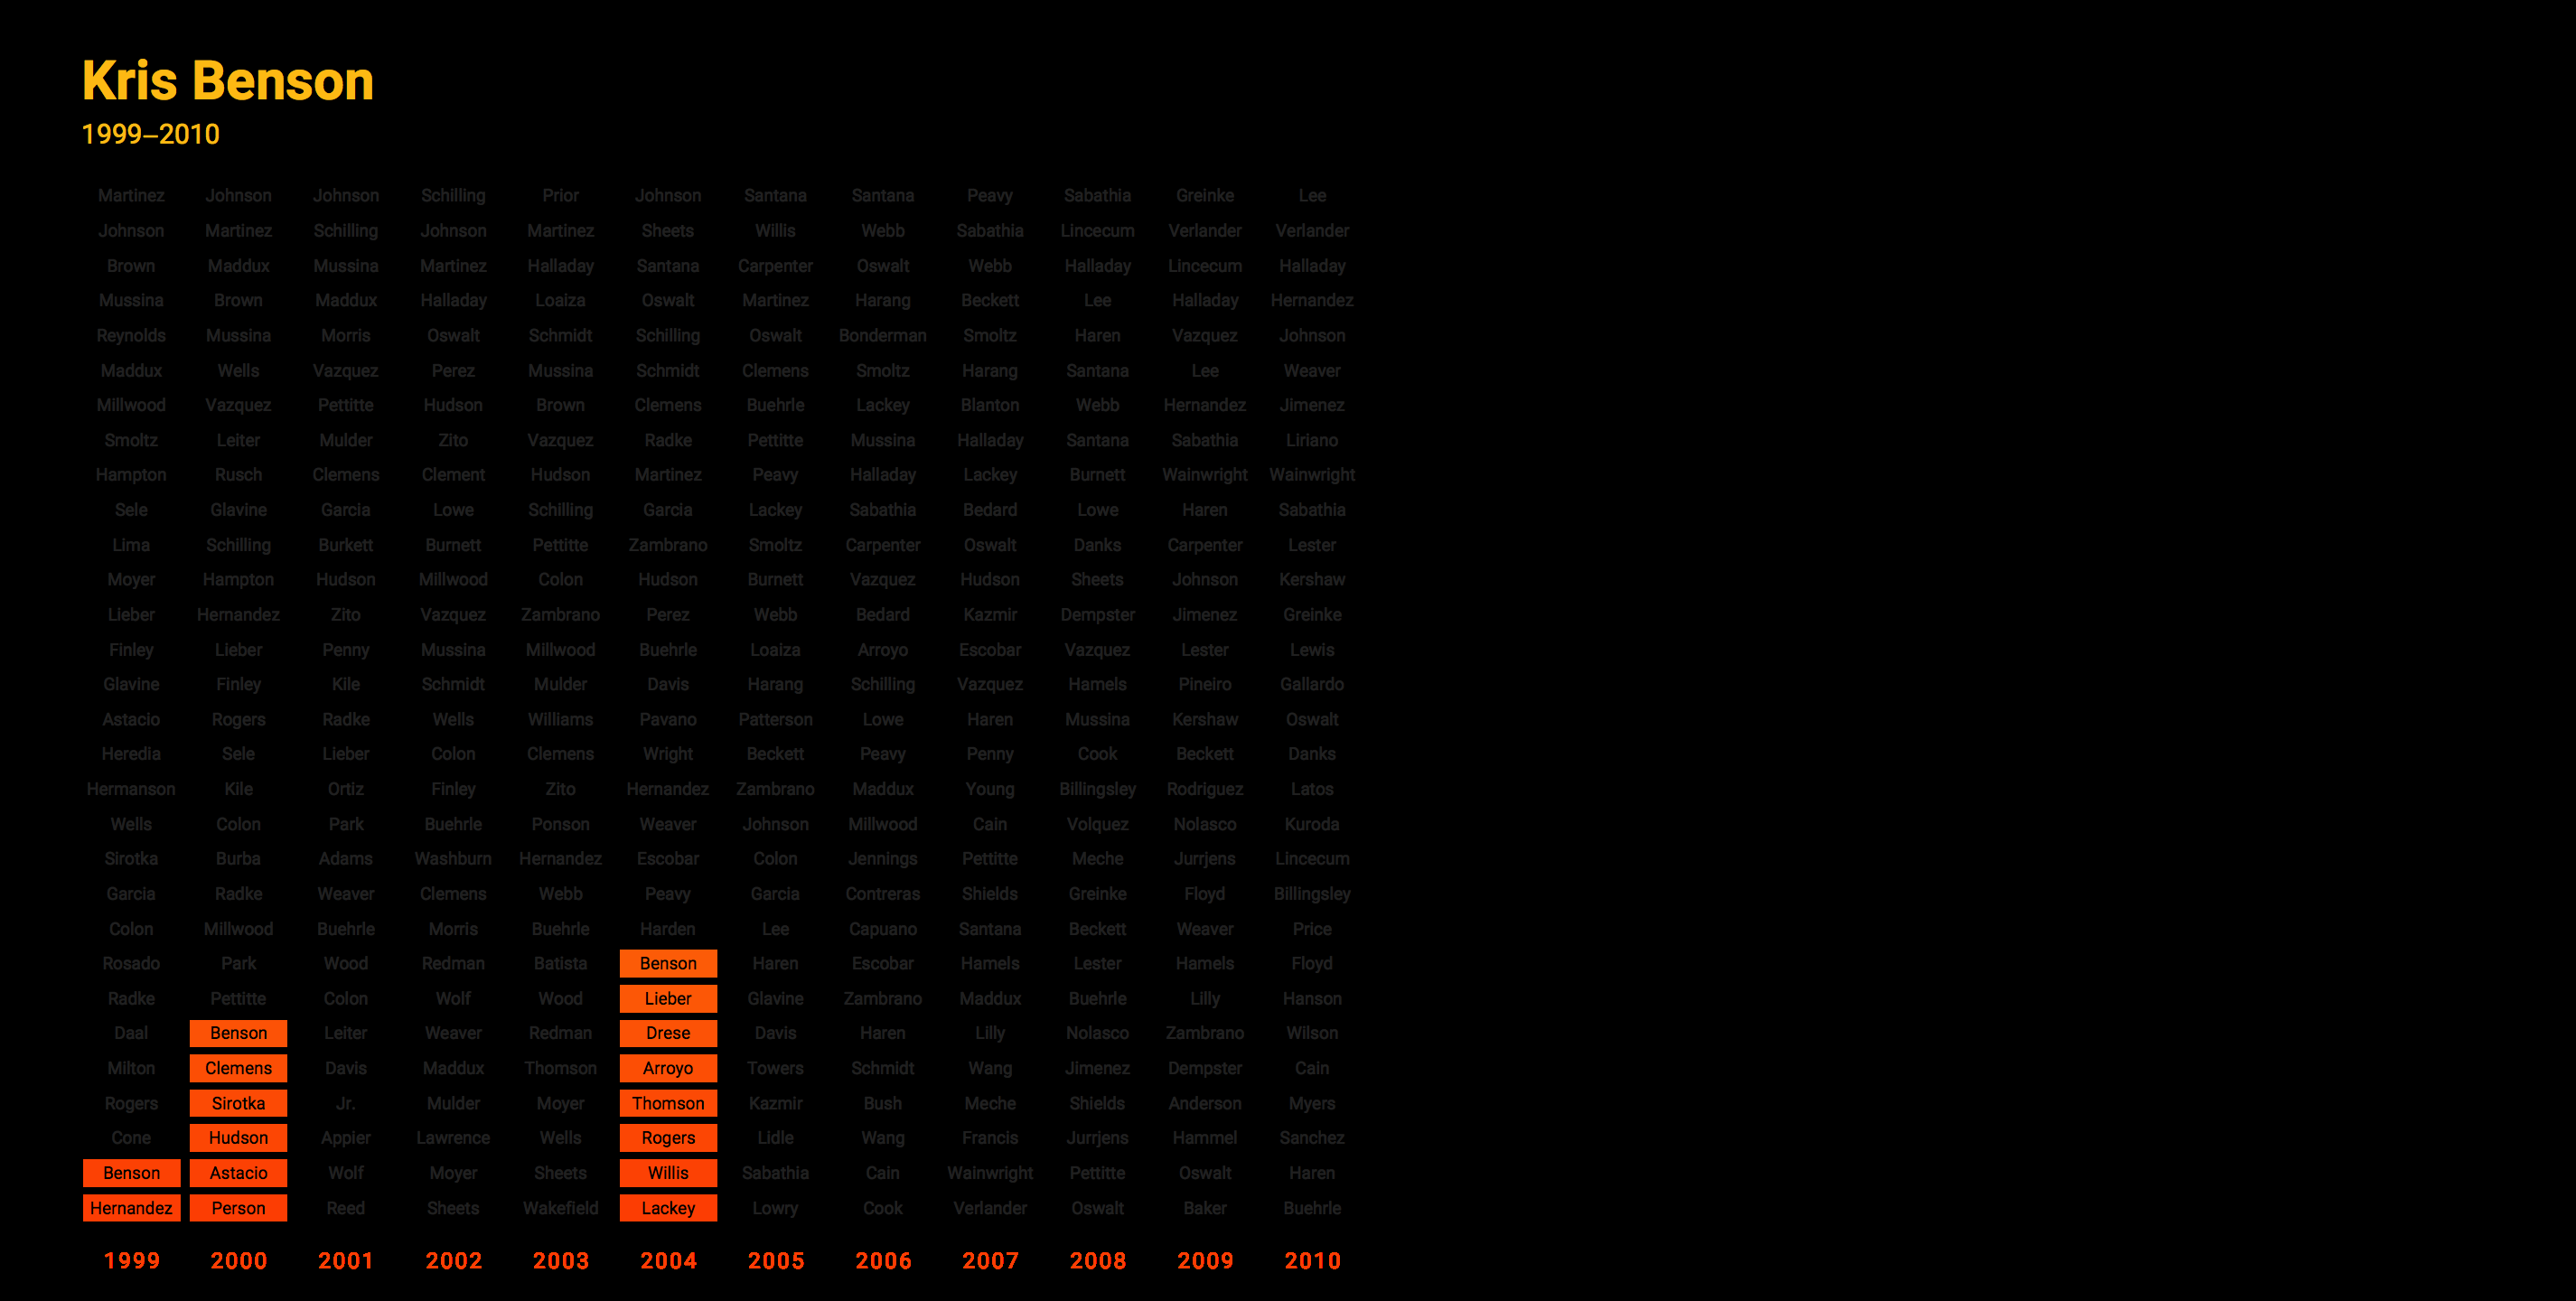 Kris Benson
1999–2010
Martinez Johnson Johnson Schilling Prior Johnson Santana Santana Peavy Sabathia Greinke Lee
Johnson Martinez Schilling Johnson Martinez Sheets Willis Webb Sabathia Lincecum Verlander Verlander
Brown Maddux Mussina Martinez Halladay Santana Carpenter Oswalt Webb Halladay Lincecum Halladay
Mussina Brown Maddux Halladay Loaiza Oswalt Martinez Harang Beckett Lee Halladay Hernandez
Reynolds Mussina Morris Oswalt Schmidt Schilling Oswalt Bonderman Smoltz Haren Vazquez Johnson
Maddux Wells Vazquez Perez Mussina Schmidt Clemens Smoltz Harang Santana Lee Weaver
Millwood Vazquez Pettitte Hudson Brown Clemens Buehrle Lackey Blanton Webb Hernandez Jimenez
Smoltz Leiter Mulder Zito Vazquez Radke Pettitte Mussina Halladay Santana Sabathia Liriano
Hampton Rusch Clemens Clement Hudson Martinez Peavy Halladay Lackey Burnett Wainwright Wainwright
Sele Glavine Garcia Lowe Schilling Garcia Lackey Sabathia Bedard Lowe Haren Sabathia
Lima Schilling Burkett Burnett Pettitte Zambrano Smoltz Carpenter Oswalt Danks Carpenter Lester
Moyer Hampton Hudson Millwood Colon Hudson Burnett Vazquez Hudson Sheets Johnson Kershaw
Lieber Hernandez Zito Vazquez Zambrano Perez Webb Bedard Kazmir Dempster Jimenez Greinke
Finley Lieber Penny Mussina Millwood Buehrle Loaiza Arroyo Escobar Vazquez Lester Lewis
Glavine Finley Kile Schmidt Mulder Davis Harang Schilling Vazquez Hamels Pineiro Gallardo
Astacio Rogers Radke Wells Williams Pavano Patterson Lowe Haren Mussina Kershaw Oswalt
Heredia Sele Lieber Colon Clemens Wright Beckett Peavy Penny Cook Beckett Danks
Hermanson Kile Ortiz Finley Zito Hernandez Zambrano Maddux Young Billingsley Rodriguez Latos
Wells Colon Park Buehrle Ponson Weaver Johnson Millwood Cain Volquez Nolasco Kuroda
Sirotka Burba Adams Washburn Hernandez Escobar Colon Jennings Pettitte Meche Jurrjens Lincecum
Garcia Radke Weaver Clemens Webb Peavy Garcia Contreras Shields Greinke Floyd Billingsley
Colon Millwood Buehrle Morris Buehrle Harden Lee Capuano Santana Beckett Weaver Price
Rosado Park Wood Redman Batista Benson Haren Escobar Hamels Lester Hamels Floyd
Radke Pettitte Colon Wolf Wood Lieber Glavine Zambrano Maddux Buehrle Lilly Hanson
Daal Benson Leiter Weaver Redman Drese Davis Haren Lilly Nolasco Zambrano Wilson
Milton Clemens Davis Maddux Thomson Arroyo Towers Schmidt Wang Jimenez Dempster Cain
Rogers Sirotka Jr. Mulder Moyer Thomson Kazmir Bush Meche Shields Anderson Myers
Cone Hudson Appier Lawrence Wells Rogers Lidle Wang Francis Jurrjens Hammel Sanchez
Benson Astacio Wolf Moyer Sheets Willis Sabathia Cain Wainwright Pettitte Oswalt Haren
Hernandez Person Reed Sheets Wakefield Lackey Lowry Cook Verlander Oswalt Baker Buehrle
1999 2000 2001 2002 2003 2004 2005 2006 2007 2008 2009 2010